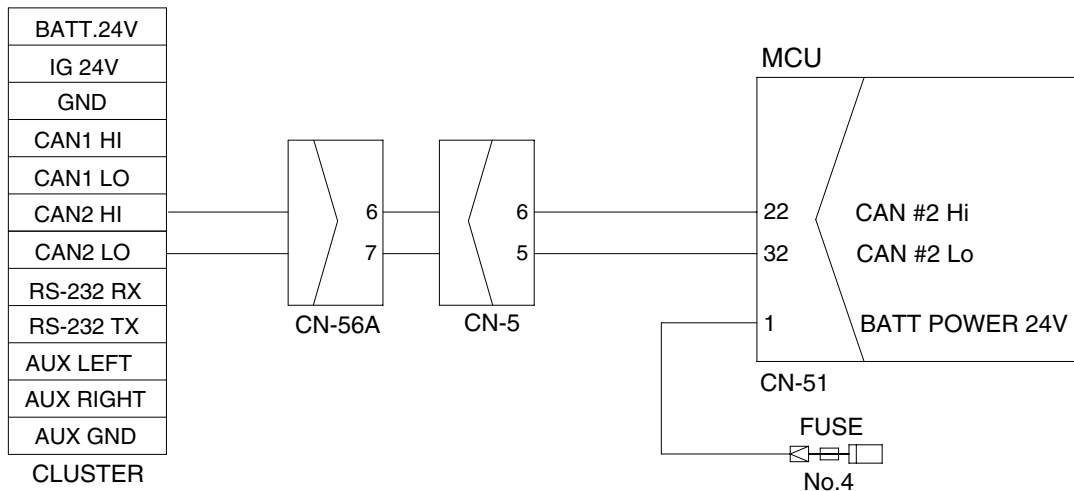 BATT.24V
IG 24V
GND
CAN1 HI
CAN1 LO
CAN2 HI
CAN2 LO
RS-232 RX
RS-232 TX
AUX LEFT
AUX RIGHT
AUX GND
CLUSTER
6
7
CN-56A
6
5
CN-5
MCU
22 CAN #2 Hi
32 CAN #2 Lo
1 BATT POWER 24V
CN-51
FUSE
No.4